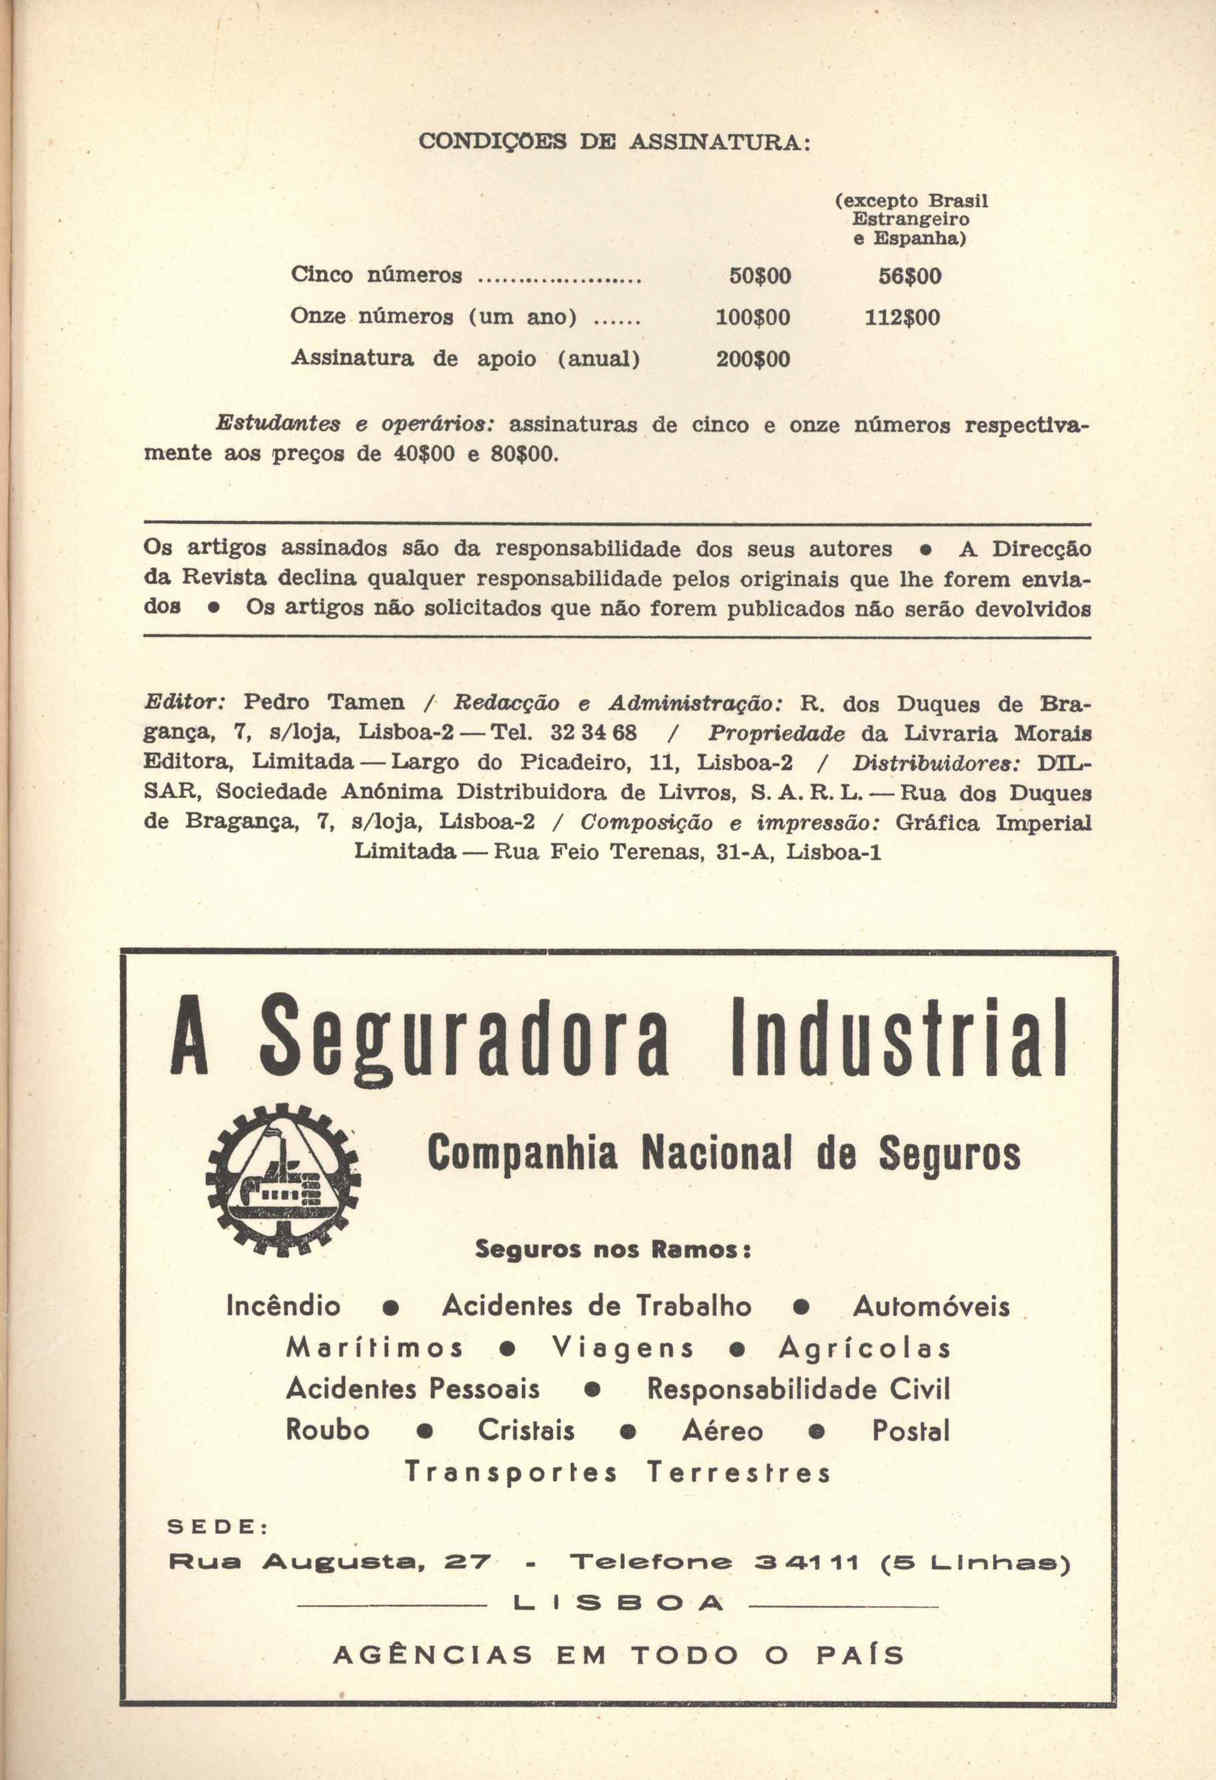 CONDIÇÕES DE ASSINATURA:
(excepto Brasil
Estrangeiro
e Espanha)
Cinco números ..................... 50$00 56$00
Onze números (um ano) ...... 100$00 112$00
Assinatura de apoio (anual) 200$00
Estudantes e operários: assinaturas de cinco e onze números respectiva-
mente aos preços de 40$00 e 80$00.
Os artigos assinados são da responsabilidade dos seus autores ● A Direcção
da Revista declina qualquer responsabilidade pelos originais que lhe forem envia-
dos ● Os artigos não solicitados que não forem publicados não serão devolvidos
Editor: Pedro Tamen / Redacção e Administração: R. dos Duques de Bra-
gança, 7, s/loja, Lisboa-2 — Tel. 32 34 68 / Propriedade da Livraria Morais
Editora, Limitada — Largo do Picadeiro, 11, Lisboa-2 / Distribuidores: DIL-
SAR, Sociedade Anónima Distribuidora de Livros, S. A. R. L. — Rua dos Duques
de Bragança, 7, s/loja, Lisboa-2 / Composição e impressão: Gráfica Imperial
Limitada — Rua Feio Terenas, 31-A, Lisboa-1
A Seguradora Industrial
Companhia Nacional de Seguros
Seguros nos Ramos:
Incêndio ● Acidentes de Trabalho ● Automóveis
Marítimos ● Viagens ● Agrícolas
Acidentes Pessoais ● Responsabilidade Civil
Roubo ● Cristais ● Aéreo ● Postal
Transportes Terrestres
SEDE:
Rua Augusta, 27 - Telefone 3 41 11 (5 Linhas)
LISBOA
AGÊNCIAS EM TODO O PAÍS